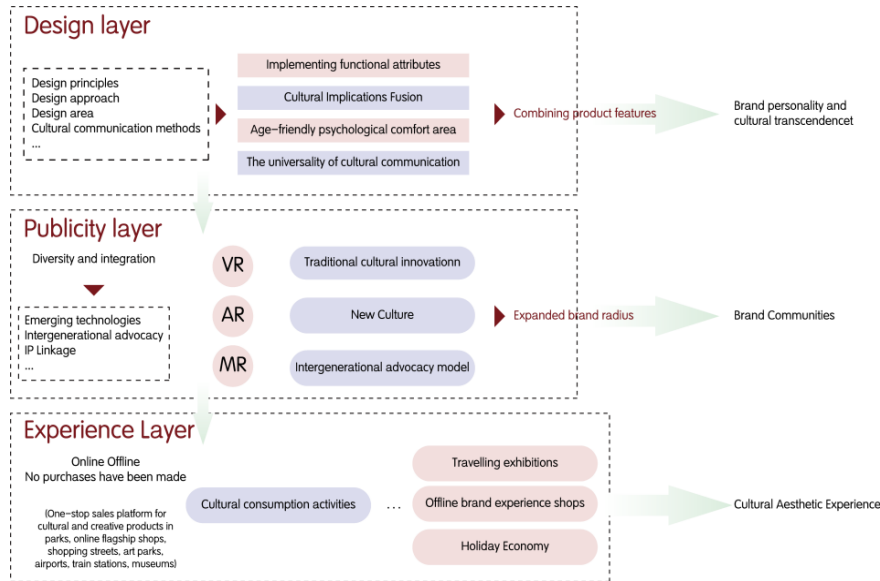 Design layer
Design principles
Design approach
Design area
Cultural communication methods
...
Implementing functional attributes
Cultural Implications Fusion
Age-friendly psychological comfort area
The universality of cultural communication
Combining product features
Brand personality and
cultural transcendencet
Publicity layer
Diversity and integration
Emerging technologies
Intergenerational advocacy
IP Linkage
...
VR
AR
MR
Traditional cultural innovationn
New Culture
Intergenerational advocacy model
Expanded brand radius
Brand Communities
Experience Layer
Online Offline
No purchases have been made
(One-stop sales platform for
cultural and creative products in
parks, online flagship shops,
shopping streets, art parks,
airports, train stations, museums)
Cultural consumption activities
...
Travelling exhibitions
Offline brand experience shops
Holiday Economy
Cultural Aesthetic Experience